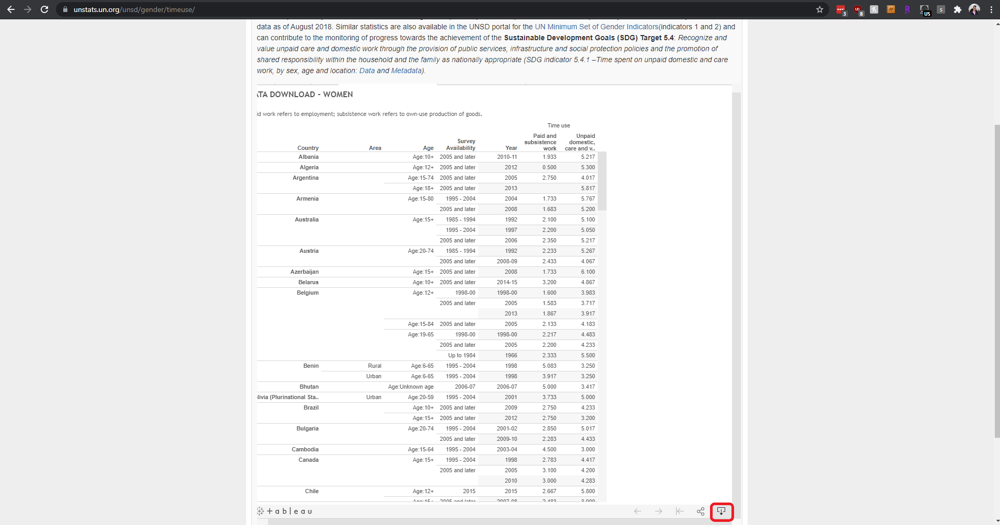 unstats.un.org/unsd/gender/timeuse/
3
8
US
s
data as of August 2018. Similar statistics are also available in the UNSD portal for the UN Minimum Set of Gender Indicators(indicators 1 and 2) and
can contribute to the monitoring of progress towards the achievement of the Sustainable Development Goals (SDG) Target 5.4: Recognize and
value unpaid care and domestic work through the provision of public services, infrastructure and social protection policies and the promotion of
shared responsibility within the household and the family as nationally appropriate (SDG indicator 5.4.1 –Time spent on unpaid domestic and care
work, by sex, age and location: Data and Metadata).
ATA DOWNLOAD - WOMEN
id work refers to employment; subsistence work refers to own-use production of goods.
Time use
Paid and Unpaid
Survey subsistence domestic,
Country Area Age Availability Year work care and v..
Albania Age:10+ 2005 and later 2010-11 1.933 5.217
Algeria Age:12+ 2005 and later 2012 0.500 5.300
Argentina Age:15-74 2005 and later 2005 2.750 4.017
Age:18+ 2005 and later 2013 5.817
Armenia Age:15-80 1995 - 2004 2004 1.733 5.767
2005 and later 2008 1.683 5.200
Australia Age:15+ 1985 - 1994 1992 2.100 5.100
1995 - 2004 1997 2.200 5.050
2005 and later 2006 2.350 5.217
Austria Age:20-74 1985 - 1994 1992 2.233 5.267
2005 and later 2008-09 2.433 4.067
Azerbaijan Age:15+ 2005 and later 2008 1.733 6.100
Belarus Age:10+ 2005 and later 2014-15 3.200 4.867
Belgium Age:12+ 1998-00 1998-00 1.600 3.983
2005 and later 2005 1.583 3.717
2013 1.867 3.917
Age:15-84 2005 and later 2005 2.133 4.183
Age:19-65 1998-00 1998-00 2.217 4.483
2005 and later 2005 2.200 4.233
Up to 1984 1966 2.333 5.500
Benin Rural Age:6-65 1995 - 2004 1998 5.083 3.250
Urban Age:6-65 1995 - 2004 1998 3.917 3.250
Bhutan Age:Unknown age 2006-07 2006-07 5.000 3.417
livia (Plurinational Sta.. Urban Age:20-59 1995 - 2004 2001 3.733 5.000
Brazil Age:10+ 2005 and later 2009 2.750 4.233
Age:15+ 2005 and later 2012 2.750 3.200
Bulgaria Age:20-74 1995 - 2004 2001-02 2.850 5.017
2005 and later 2009-10 2.283 4.433
Cambodia Age:15-64 1995 - 2004 2003-04 4.500 3.000
Canada Age:15+ 1995 - 2004 1998 2.783 4.417
2005 and later 2005 3.100 4.200
2010 3.000 4.283
Chile Age:12+ 2015 2015 2.667 5.800
Age:15+ 2005 and later 2007-08 2.483 3.900
+ableau